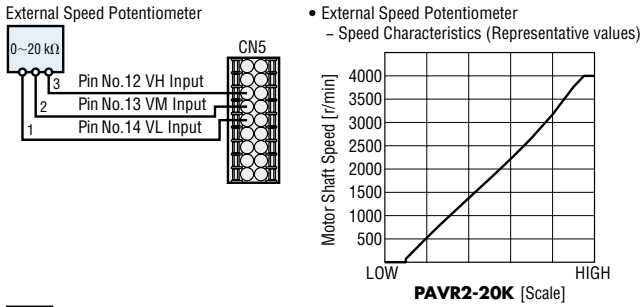 External Speed Potentiometer
0~20 kΩ
CN5
3 Pin No.12 VH Input
2 Pin No.13 VM Input
1 Pin No.14 VL Input
• External Speed Potentiometer
– Speed Characteristics (Representative values)
Motor Shaft Speed [r/min]
4000
3500
3000
2500
2000
1500
1000
500
LOW HIGH
PAVR2-20K [Scale]